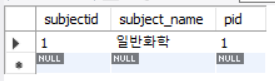 subjectid subject_name pid
1 일반화학 1
NULL NULL NULL